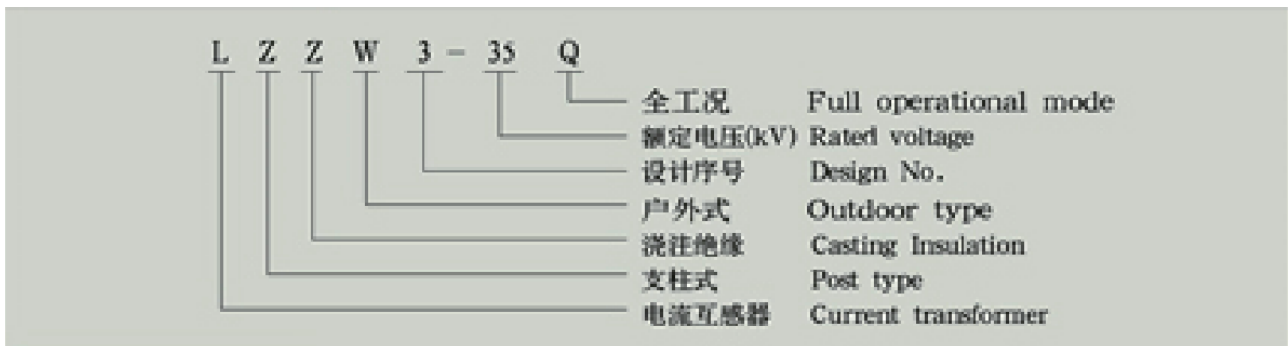 L Z Z W 3 - 35 Q
全工况 Full operational mode
额定电压(kV) Rated voltage
设计序号 Design No.
户外式 Outdoor type
浇注绝缘 Casting Insulation
支柱式 Post type
电流互感器 Current transformer